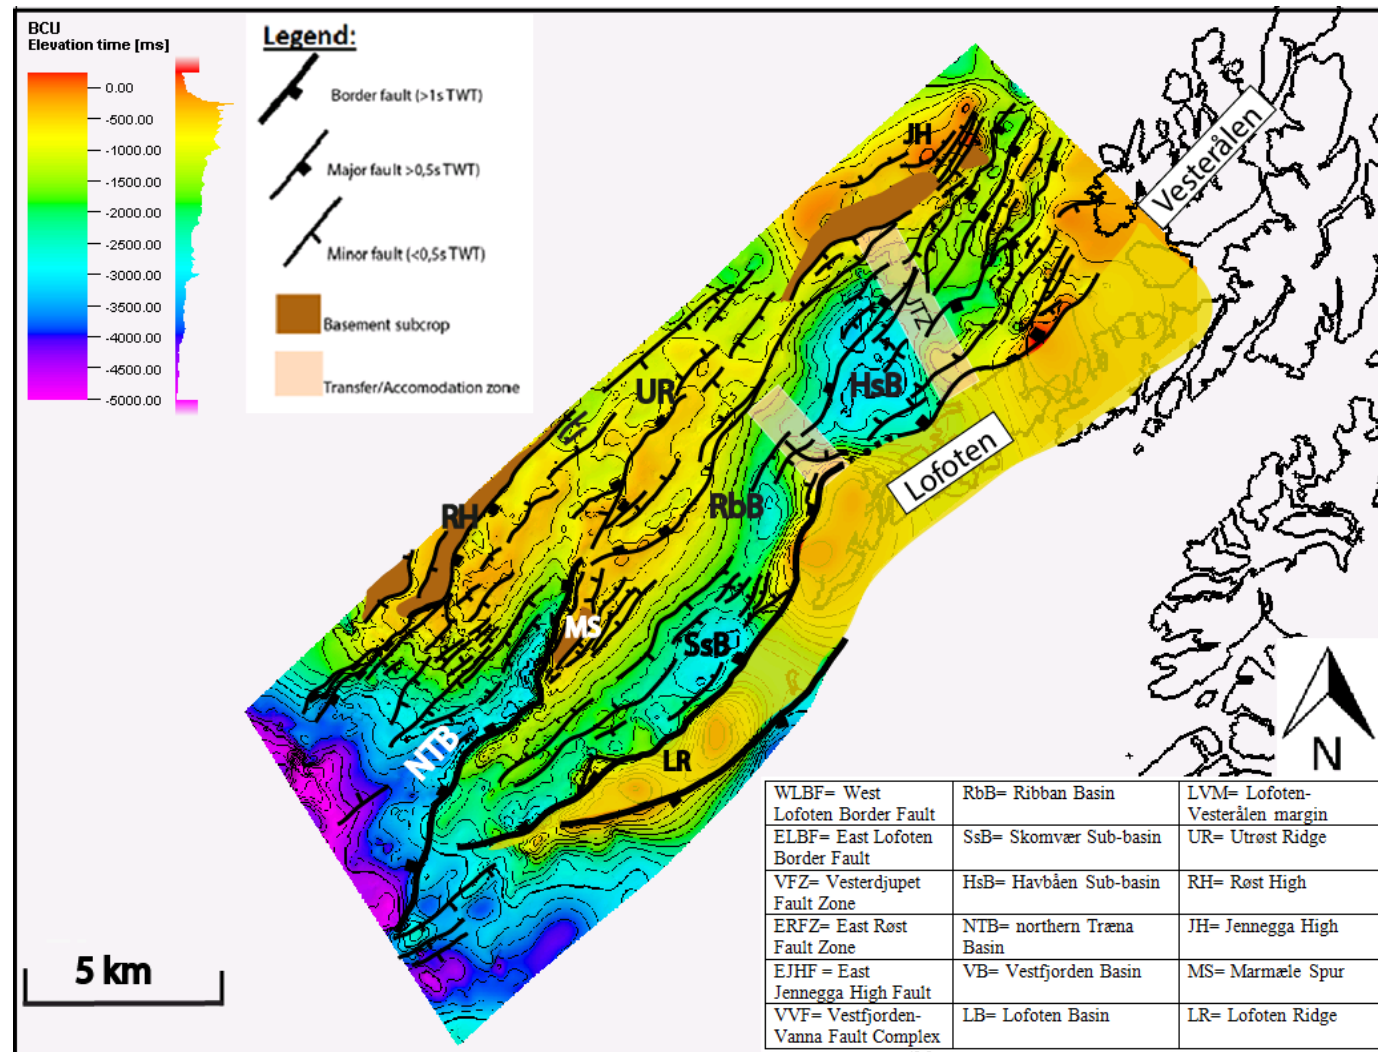 BCU
Elevation time [ms]
0.00
-500.00
-1000.00
-1500.00
-2000.00
-2500.00
-3000.00
-3500.00
-4000.00
-4500.00
-5000.00
Legend:
Border fault (>1s TWT)
Major fault >0,5s TWT)
Minor fault (<0,5s TWT)
Basement subcrop
Transfer/Accomodation zone
JH
Vesterålen
JTZ
HsB
UR
Lofoten
RbB
RH
MS
SsB
NTB
LR
N
5 km
WLBF= West
Lofoten Border Fault
RbB= Ribban Basin
LVM= Lofoten-
Vesterålen margin
ELBF= East Lofoten
Border Fault
SsB= Skomvær Sub-basin
UR= Utrøst Ridge
VFZ= Vesterdjupet
Fault Zone
HsB= Havbåen Sub-basin
RH= Røst High
ERFZ= East Røst
Fault Zone
NTB= northern Træna
Basin
JH= Jennegga High
EJHF = East
Jennegga High Fault
VB= Vestfjorden Basin
MS= Marmæle Spur
VVF= Vestfjorden-
Vanna Fault Complex
LB= Lofoten Basin
LR= Lofoten Ridge